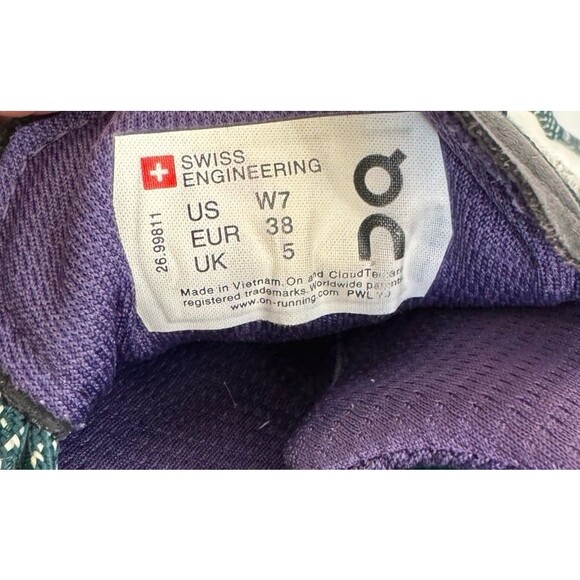 SWISS
ENGINEERING
US W7
EUR 38
UK 5
26.99811
Made in Vietnam. On and CloudTec are
registered trademarks. Worldwide patents
www.on-running.com PWL